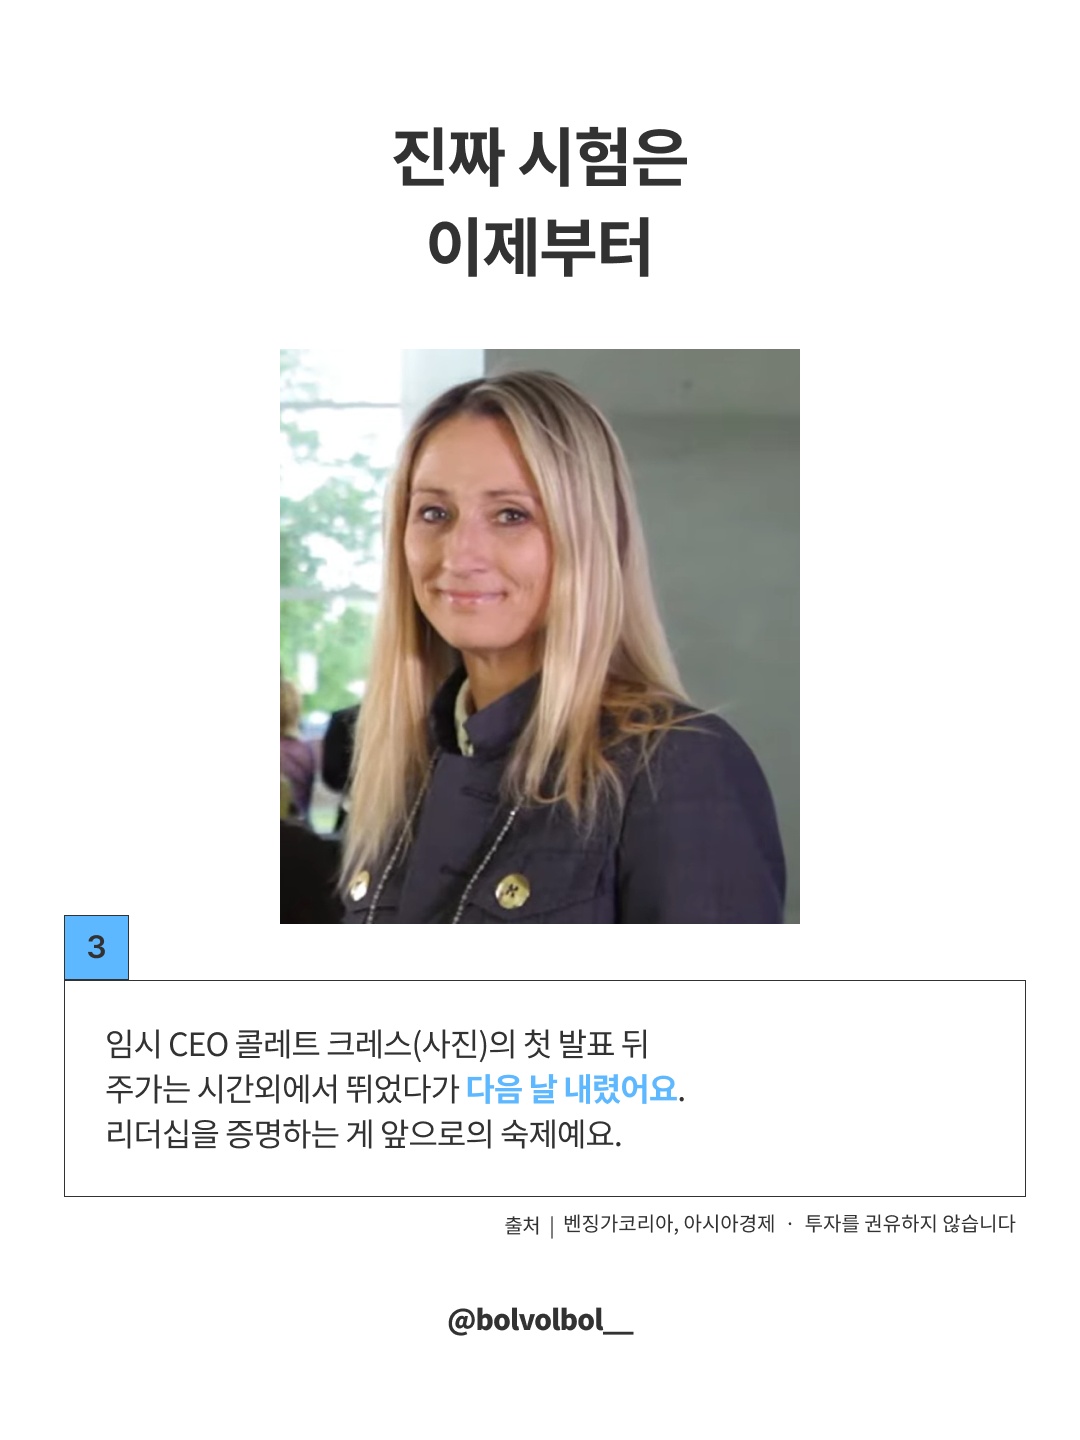 진짜 시험은
이제부터
3
임시 CEO 콜레트 크레스(사진)의 첫 발표 뒤
주가는 시간외에서 뛰었다가 다음 날 내렸어요.
리더십을 증명하는 게 앞으로의 숙제예요.
출처 | 벤징가코리아, 아시아경제 · 투자를 권유하지 않습니다
@bolvolbol__